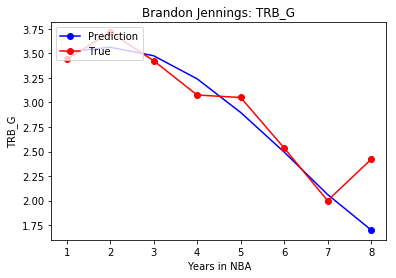 Brandon Jennings: TRB_G
Prediction
True
3.75
3.50
3.25
3.00
2.75
2.50
2.25
2.00
1.75
TRB_G
1 2 3 4 5 6 7 8
Years in NBA